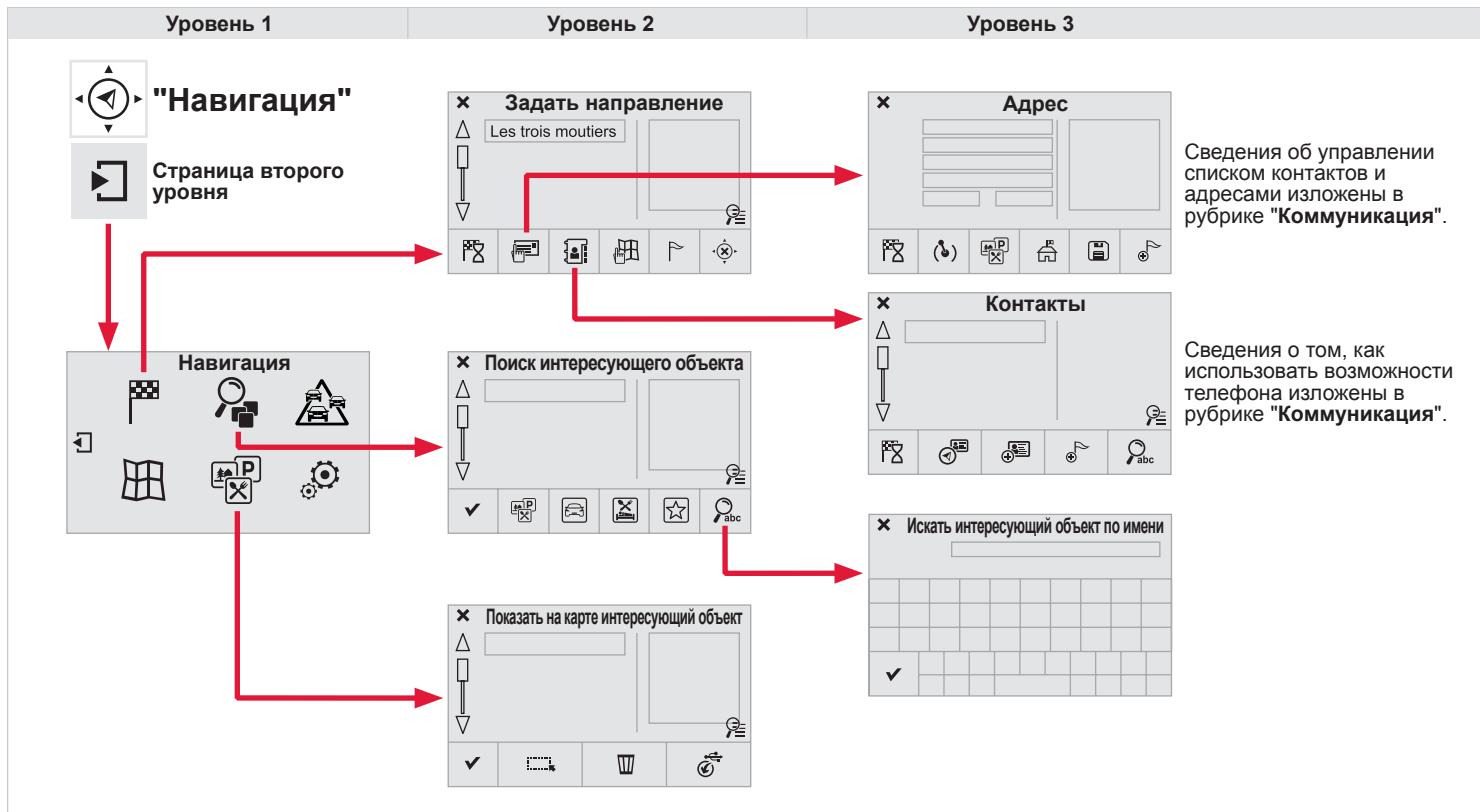 Уровень 1
Уровень 2
Уровень 3
"Навигация"
Страница второго
уровня
Навигация
P
Задать направление
Les trois moutiers
Поиск интересующего объекта
P
abc
Показать на карте интересующий объект
Адрес
P
Контакты
abc
Искать интересующий объект по имени
Сведения об управлении
списком контактов и
адресами изложены в
рубрике "Коммуникация".
Сведения о том, как
использовать возможности
телефона изложены в
рубрике "Коммуникация".